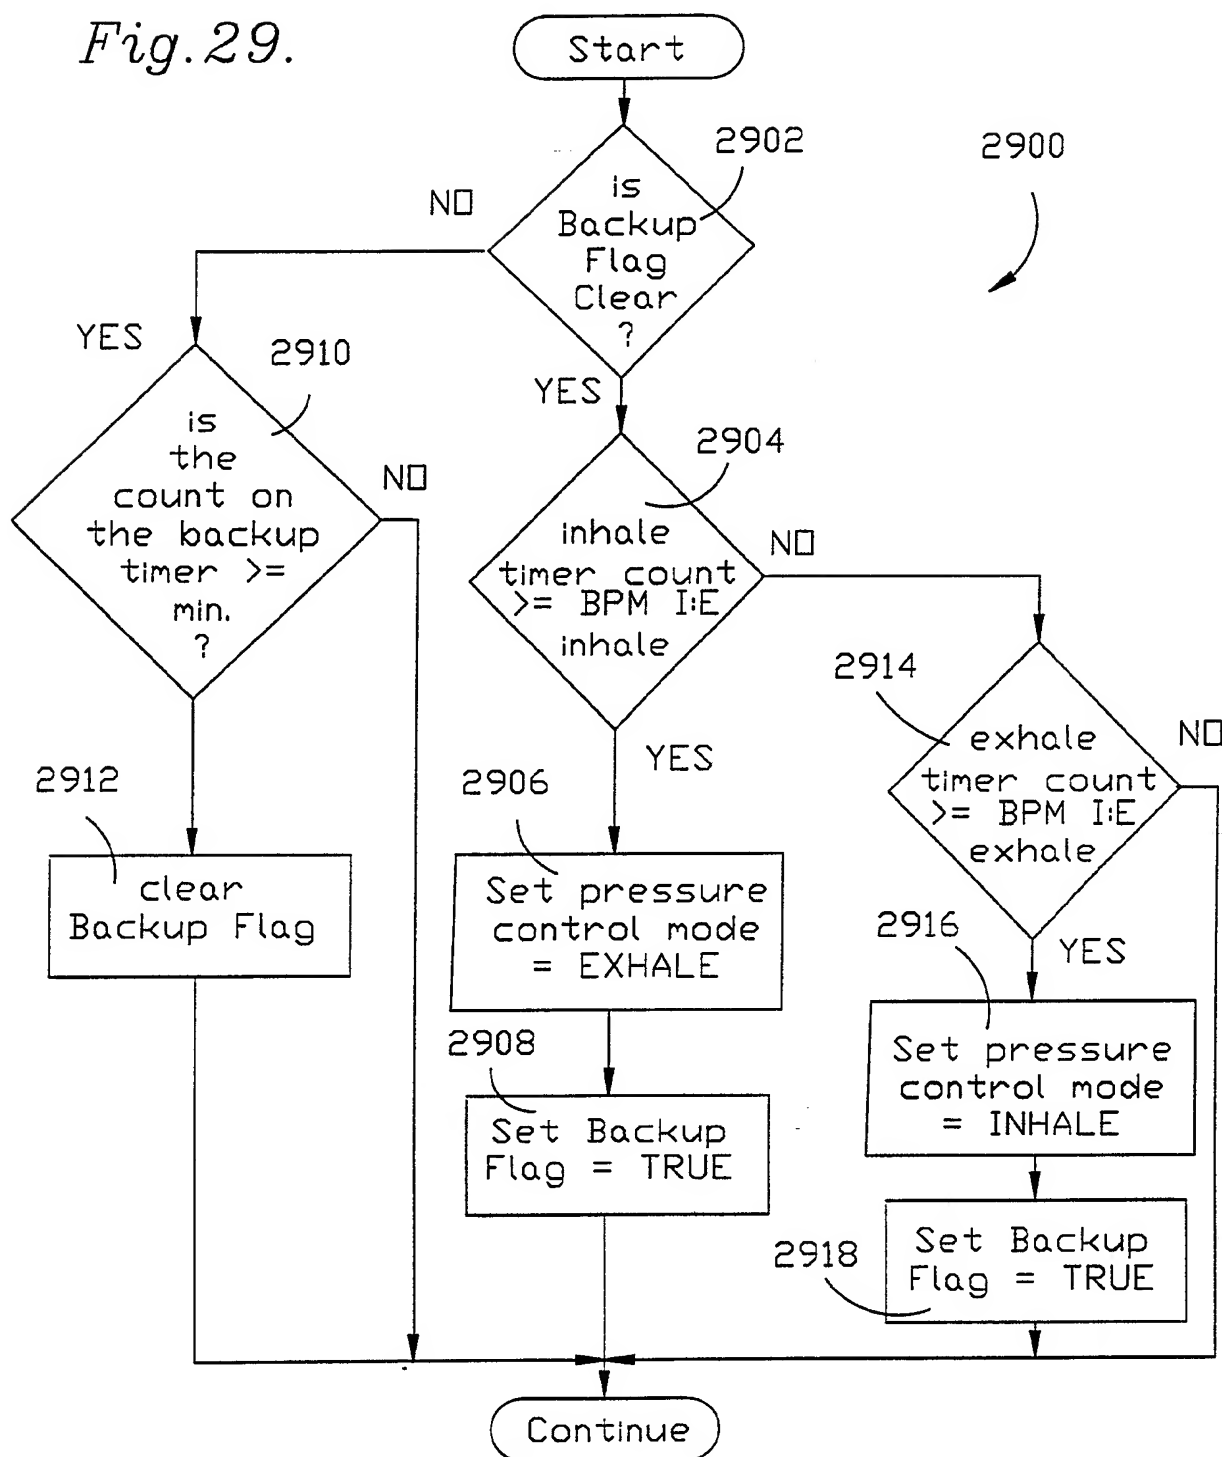 Fig. 29.
Start
2902
2900
is
Backup
Flag
Clear
?
NO
YES
YES
2910
is
the
count on
the backup
timer >=
min.
?
NO
2904
inhale
timer count
>= BPM I:E
inhale
NO
YES
2914
exhale
timer count
>= BPM I:E
exhale
NO
YES
2912
clear
Backup Flag
2906
Set pressure
control mode
= EXHALE
2908
Set Backup
Flag = TRUE
2916
Set pressure
control mode
= INHALE
2918
Set Backup
Flag = TRUE
Continue